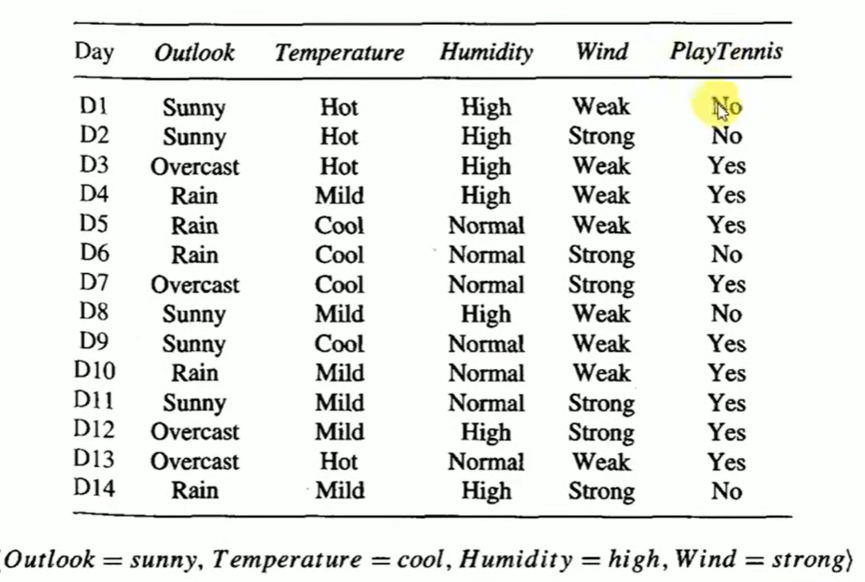 Day Outlook Temperature Humidity Wind PlayTennis
D1 Sunny Hot High Weak No
D2 Sunny Hot High Strong No
D3 Overcast Hot High Weak Yes
D4 Rain Mild High Weak Yes
D5 Rain Cool Normal Weak Yes
D6 Rain Cool Normal Strong No
D7 Overcast Cool Normal Strong Yes
D8 Sunny Mild High Weak No
D9 Sunny Cool Normal Weak Yes
D10 Rain Mild Normal Weak Yes
D11 Sunny Mild Normal Strong Yes
D12 Overcast Mild High Strong Yes
D13 Overcast Hot Normal Weak Yes
D14 Rain Mild High Strong No
⟨Outlook = sunny, Temperature = cool, Humidity = high, Wind = strong⟩